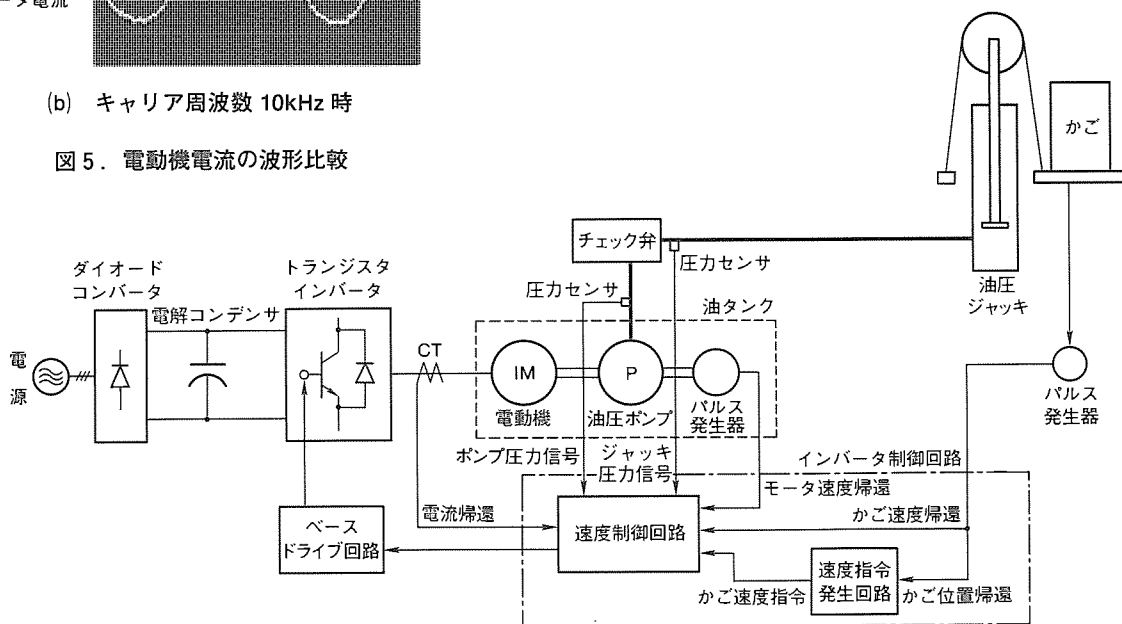 ータ電流
(b) キャリア周波数 10kHz 時
図 5. 電動機電流の波形比較
かご
チェック弁
圧力センサ
油圧
ジャッキ
ダイオード
コンバータ
トランジスタ
インバータ
圧力センサ
油タンク
電解コンデンサ
電
源
CT
IM
P
電動機
油圧ポンプ
パルス
発生器
パルス
発生器
ポンプ圧力信号
ジャッキ
圧力信号
インバータ制御回路
モータ速度帰還
電流帰還
かご速度帰還
ベース
ドライブ回路
速度制御回路
速度指令
発生回路
かご速度指令
かご位置帰還